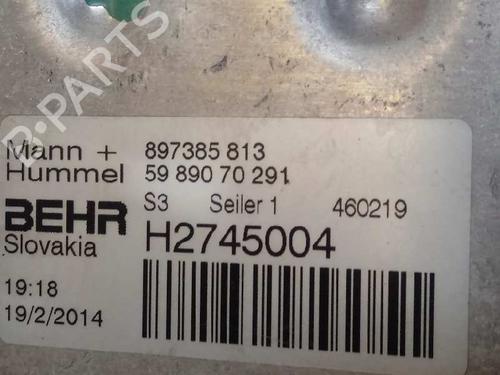 B-PARTS
Mann + 897385 813
Hummel 59 890 70 291
S3 Seiler 1 460219
BEHR H2745004
Slovakia
19:18
19/2/2014